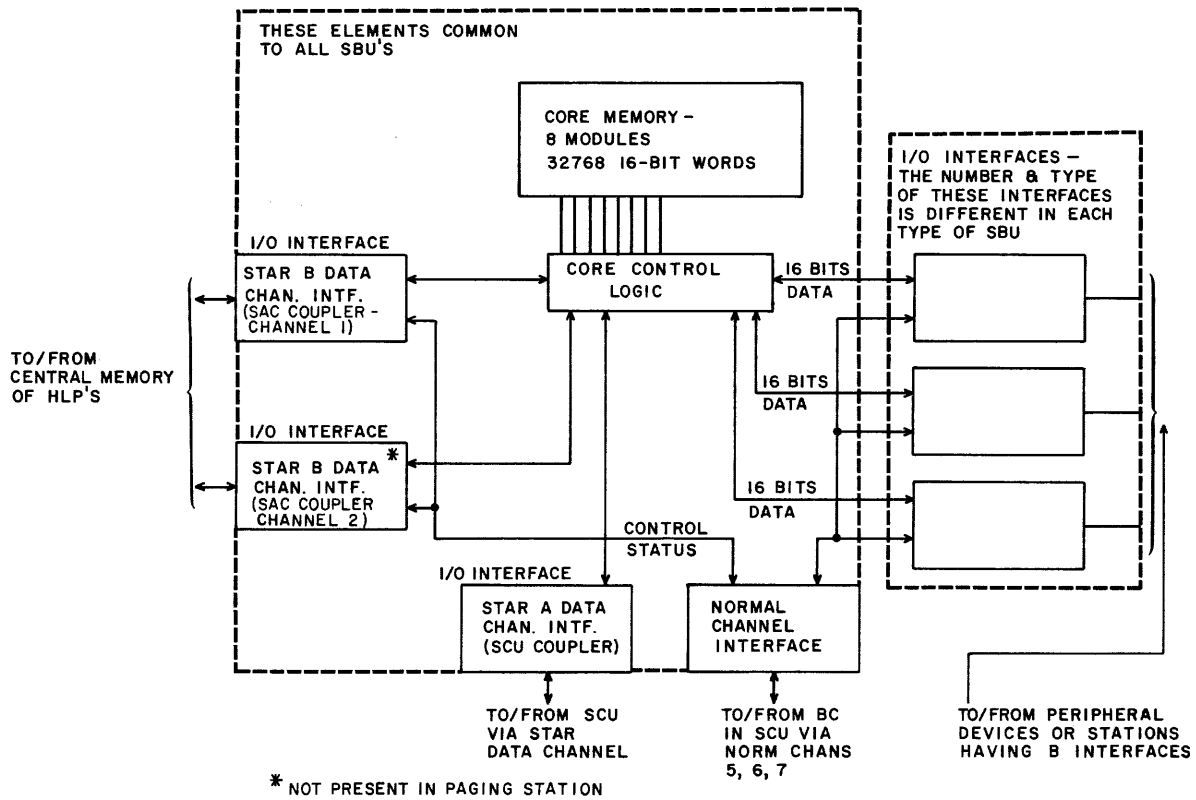 THESE ELEMENTS COMMON
TO ALL SBU'S
CORE MEMORY –
8 MODULES
32768 16-BIT WORDS
I/O INTERFACES –
THE NUMBER & TYPE
OF THESE INTERFACES
IS DIFFERENT IN EACH
TYPE OF SBU
I/O INTERFACE
STAR B DATA
CHAN. INTF.
(SAC COUPLER –
CHANNEL 1)
CORE CONTROL
LOGIC
16 BITS
DATA
TO/FROM
CENTRAL MEMORY
OF HLP'S
16 BITS
DATA
I/O INTERFACE
STAR B DATA *
CHAN. INTF.
(SAC COUPLER
CHANNEL 2)
16 BITS
DATA
CONTROL
STATUS
I/O INTERFACE
STAR A DATA
CHAN. INTF.
(SCU COUPLER)
NORMAL
CHANNEL
INTERFACE
TO/FROM SCU
VIA STAR
DATA CHANNEL
TO/FROM BC
IN SCU VIA
NORM CHANS
5, 6, 7
TO/FROM PERIPHERAL
DEVICES OR STATIONS
HAVING B INTERFACES
* NOT PRESENT IN PAGING STATION